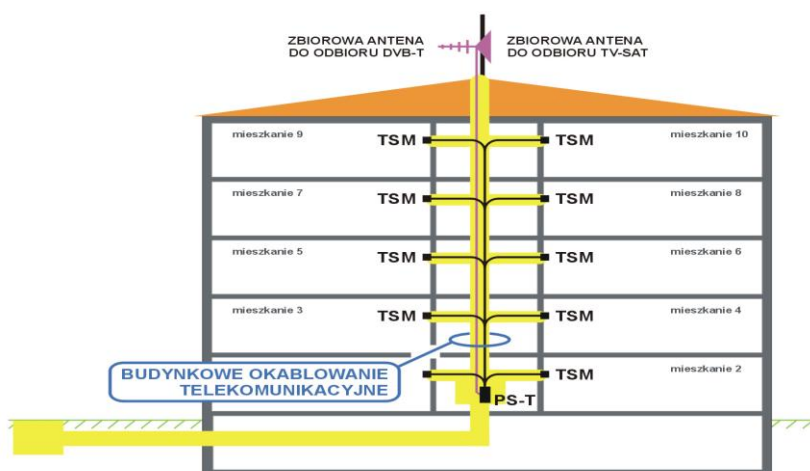 ZBIOROWA ANTENA
DO ODBIORU DVB-T
ZBIOROWA ANTENA
DO ODBIORU TV-SAT
mieszkanie 9
TSM
TSM
mieszkanie 10
mieszkanie 7
TSM
TSM
mieszkanie 8
mieszkanie 5
TSM
TSM
mieszkanie 6
mieszkanie 3
TSM
TSM
mieszkanie 4
BUDYNKOWE OKABLOWANIE
TELEKOMUNIKACYJNE
TSM
mieszkanie 2
PS-T